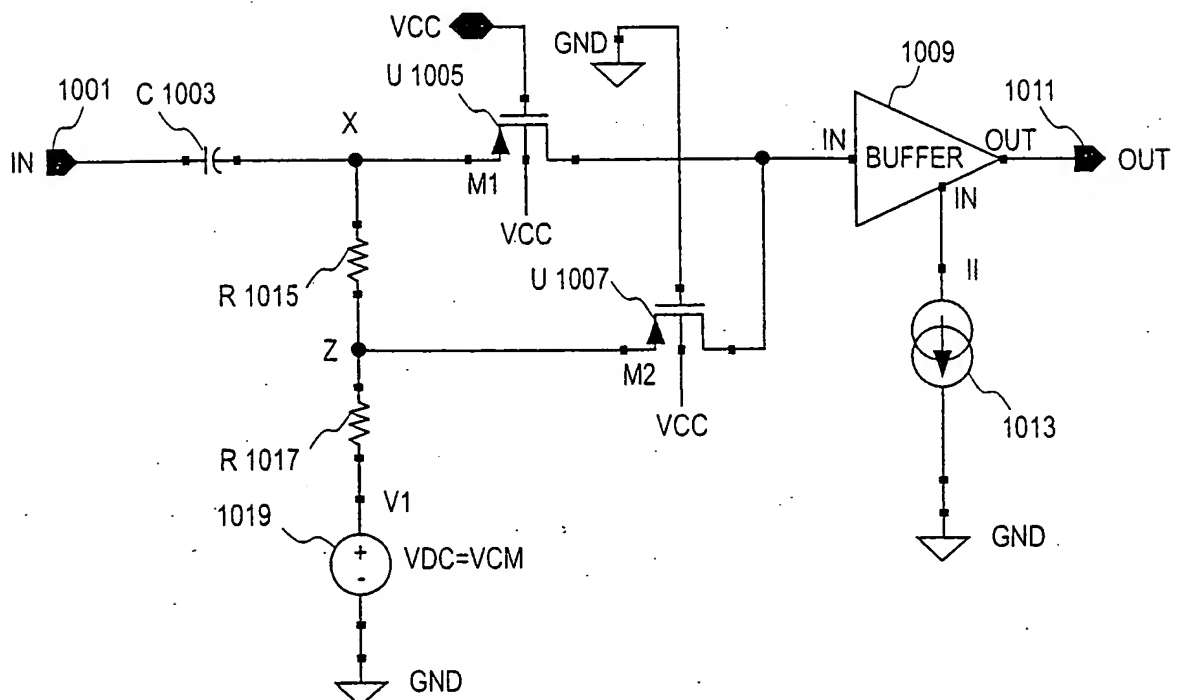 VCC
GND
1009
1001
C 1003
U 1005
1011
X
IN
M1
VCC
IN
BUFFER
OUT
OUT
IN
R 1015
U 1007
II
Z
M2
VCC
1013
R 1017
V1
1019
+
-
VDC=VCM
GND
GND